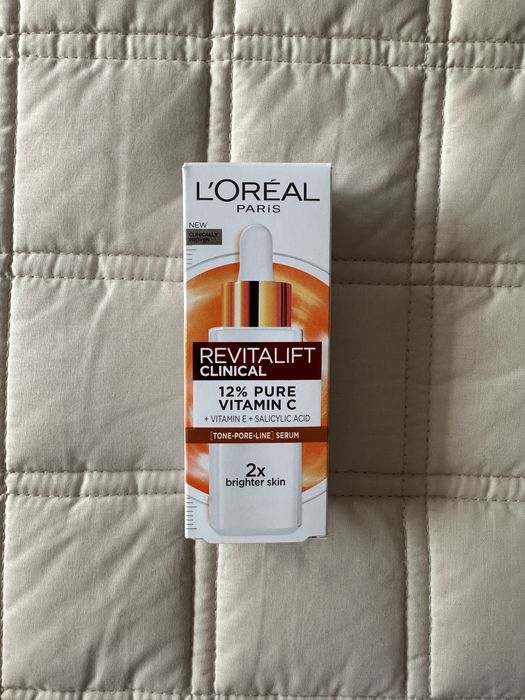 L'ORÉAL
PARIS
NEW
CLINICALLY
PROVEN
REVITALIFT
CLINICAL
12% PURE
VITAMIN C
+ VITAMIN E + SALICYLIC ACID
[TONE-PORE-LINE] SERUM
2x
brighter skin